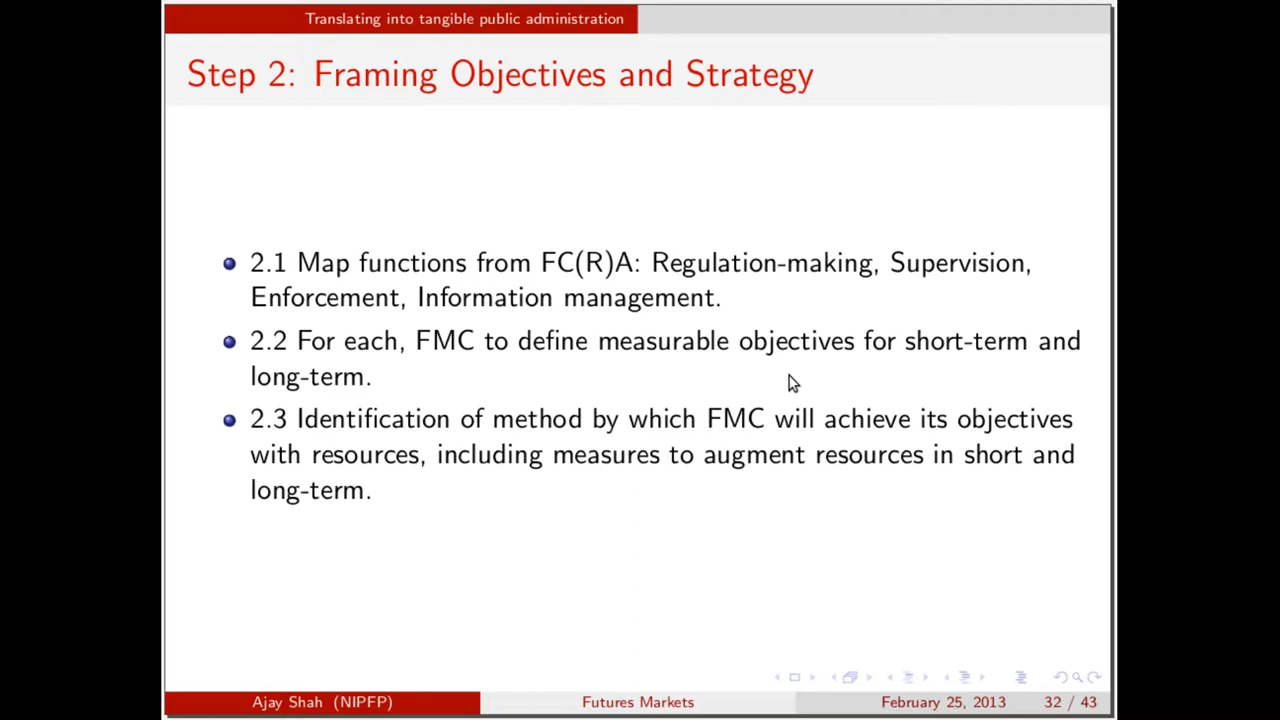 Translating into tangible public administration
Step 2: Framing Objectives and Strategy
2.1 Map functions from FC(R)A: Regulation-making, Supervision,
Enforcement, Information management.
2.2 For each, FMC to define measurable objectives for short-term and
long-term.
2.3 Identification of method by which FMC will achieve its objectives
with resources, including measures to augment resources in short and
long-term.
Ajay Shah (NIPFP) Futures Markets February 25, 2013 32 / 43